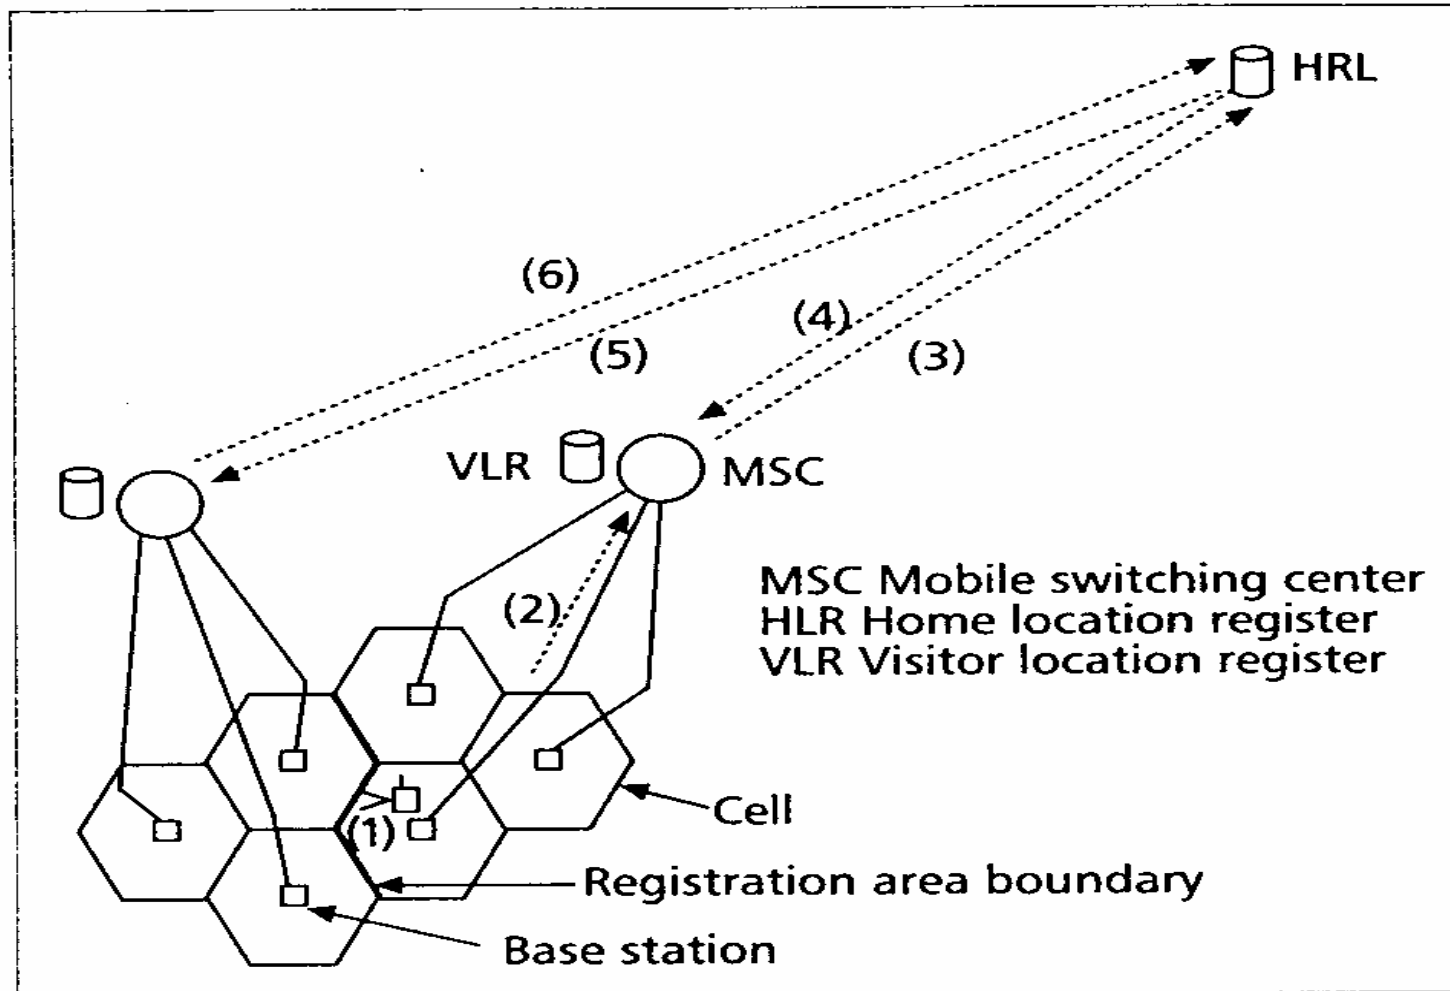 HRL
(6)
(4)
(5)
(3)
VLR
MSC
(2)
MSC Mobile switching center
HLR Home location register
VLR Visitor location register
Cell
(1)
Registration area boundary
Base station